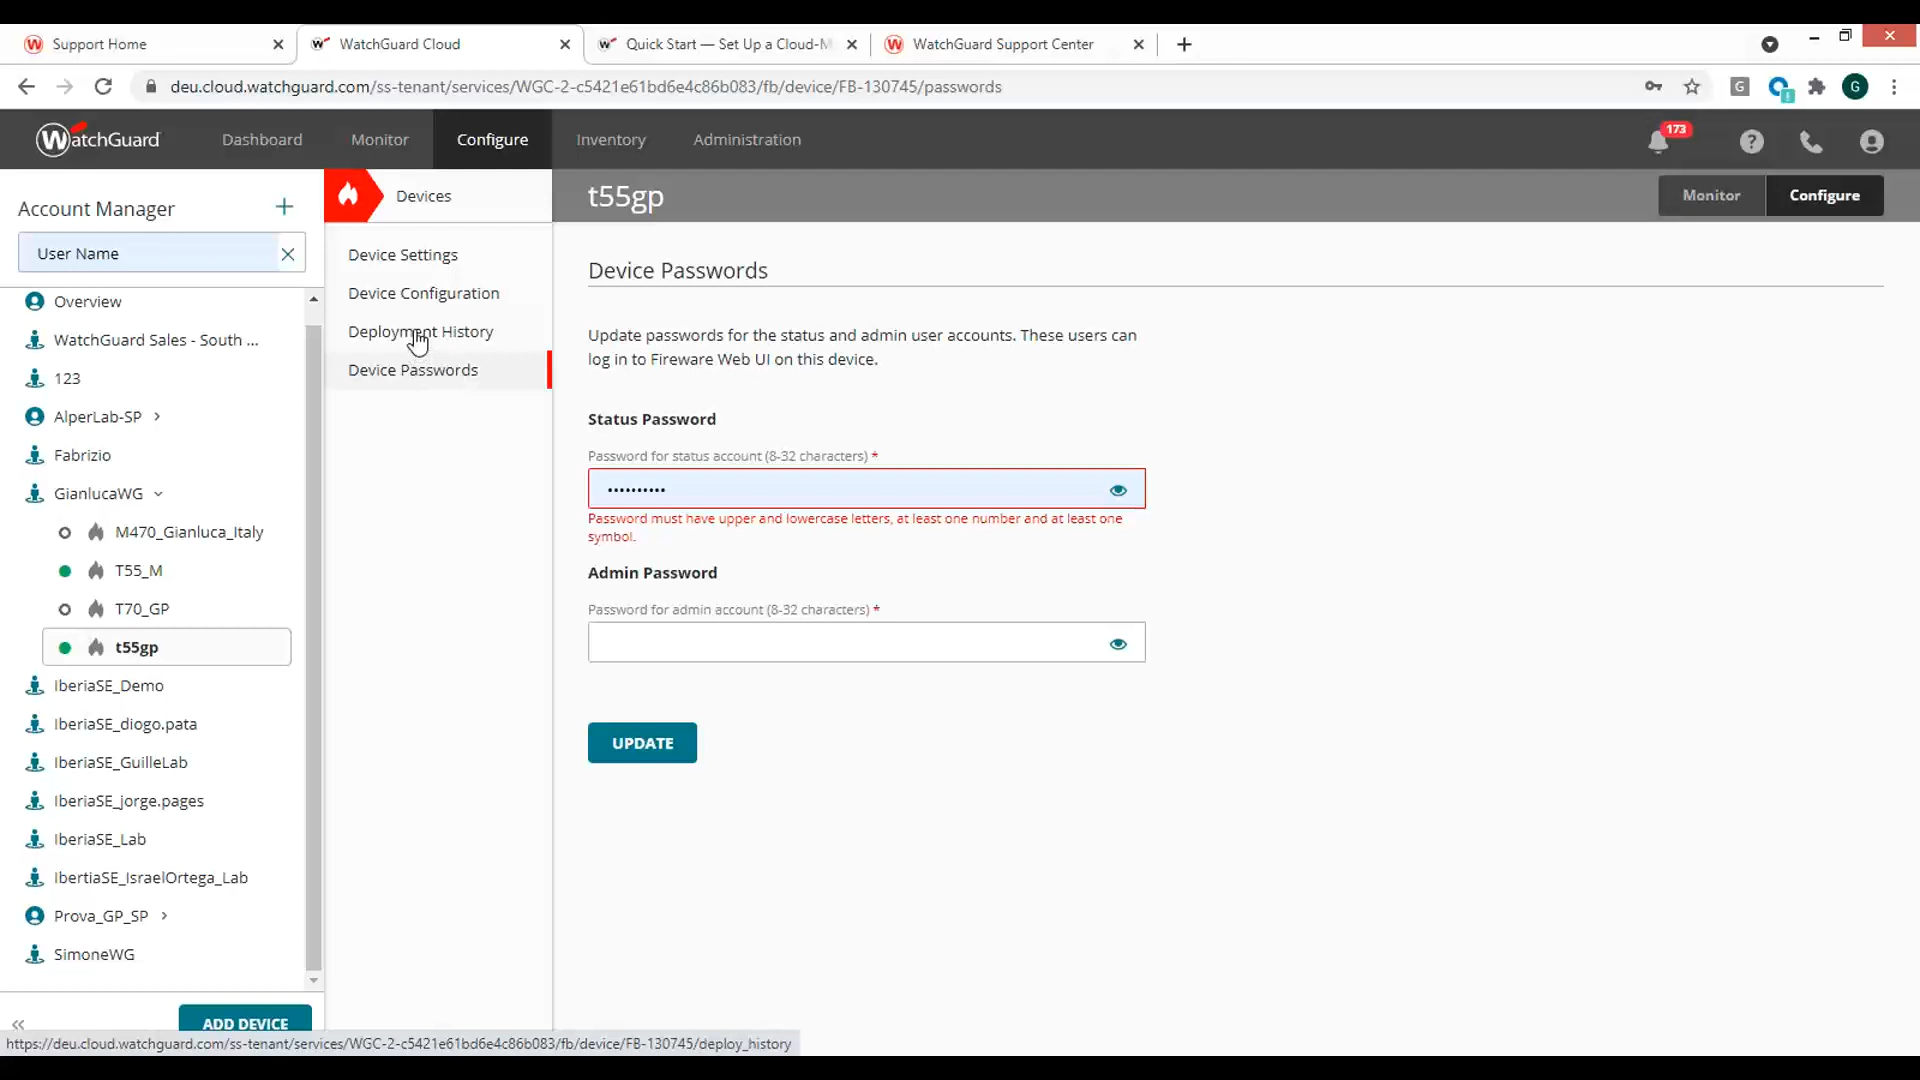 Support Home
WatchGuard Cloud
Quick Start — Set Up a Cloud-M
WatchGuard Support Center
deu.cloud.watchguard.com/ss-tenant/services/WGC-2-c5421e61bd6e4c86b083/fb/device/FB-130745/passwords
G
G
WatchGuard
Dashboard
Monitor
Configure
Inventory
Administration
173
Account Manager
User Name
Overview
WatchGuard Sales - South ...
123
AlperLab-SP
Fabrizio
GianlucaWG
M470_Gianluca_Italy
T55_M
T70_GP
t55gp
IberiaSE_Demo
IberiaSE_diogo.pata
IberiaSE_GuilleLab
IberiaSE_jorge.pages
IberiaSE_Lab
IbertiaSE_IsraelOrtega_Lab
Prova_GP_SP
SimoneWG
ADD DEVICE
Devices
Device Settings
Device Configuration
Deployment History
Device Passwords
t55gp
Monitor
Configure
Device Passwords
Update passwords for the status and admin user accounts. These users can
log in to Fireware Web UI on this device.
Status Password
Password for status account (8-32 characters) *
Password must have upper and lowercase letters, at least one number and at least one
symbol.
Admin Password
Password for admin account (8-32 characters) *
UPDATE
https://deu.cloud.watchguard.com/ss-tenant/services/WGC-2-c5421e61bd6e4c86b083/fb/device/FB-130745/deploy_history